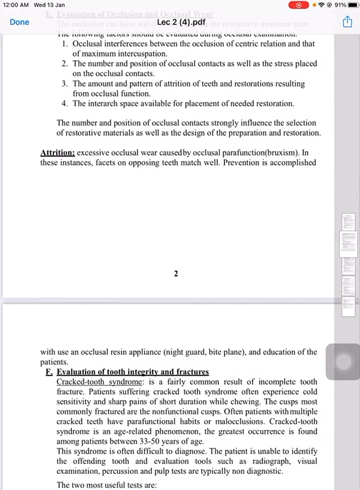 12:00 AM Wed 13 Jan
91%
Done
Lec 2 (4).pdf
E. Evaluation of Occlusion and Occlusal Wear
The following factors should be evaluated during occlusal examination:
1. Occlusal interferences between the occlusion of centric relation and that
of maximum intercuspation.
2. The number and position of occlusal contacts as well as the stress placed
on the occlusal contacts.
3. The amount and pattern of attrition of teeth and restorations resulting
from occlusal function.
4. The interarch space available for placement of needed restoration.
The number and position of occlusal contacts strongly influence the selection
of restorative materials as well as the design of the preparation and restoration.
Attrition: excessive occlusal wear caused by occlusal parafunction(bruxism). In
these instances, facets on opposing teeth match well. Prevention is accomplished
2
with use an occlusal resin appliance (night guard, bite plane), and education of the
patients.
F. Evaluation of tooth integrity and fractures
Cracked-tooth syndrome: is a fairly common result of incomplete tooth
fracture. Patients suffering cracked tooth syndrome often experience cold
sensitivity and sharp pains of short duration while chewing. The cusps most
commonly fractured are the nonfunctional cusps. Often patients with multiple
cracked teeth have parafunctional habits or malocclusions. Cracked-tooth
syndrome is an age-related phenomenon, the greatest occurrence is found
among patients between 33-50 years of age.
This syndrome is often difficult to diagnose. The patient is unable to identify
the offending tooth and evaluation tools such as radiograph, visual
examination, percussion and pulp tests are typically non diagnostic.
The two most useful tests are: